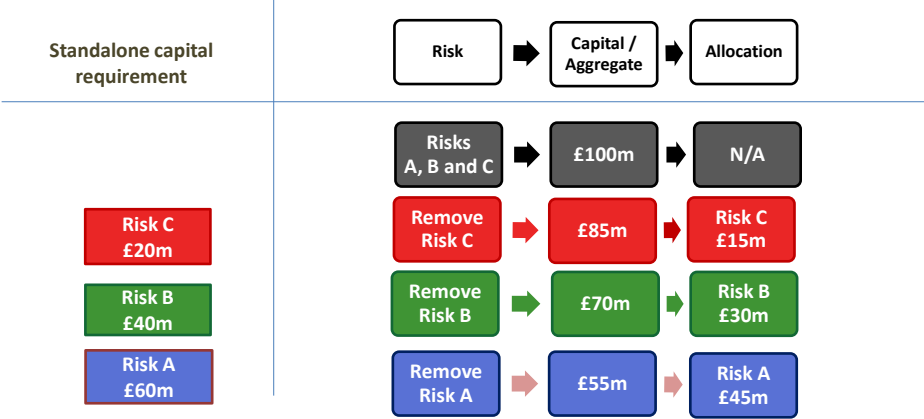 Standalone capital
requirement
Risk
Capital /
Aggregate
Allocation
Risks
A, B and C
£100m
N/A
Risk C
£20m
Remove
Risk C
£85m
Risk C
£15m
Risk B
£40m
Remove
Risk B
£70m
Risk B
£30m
Risk A
£60m
Remove
Risk A
£55m
Risk A
£45m